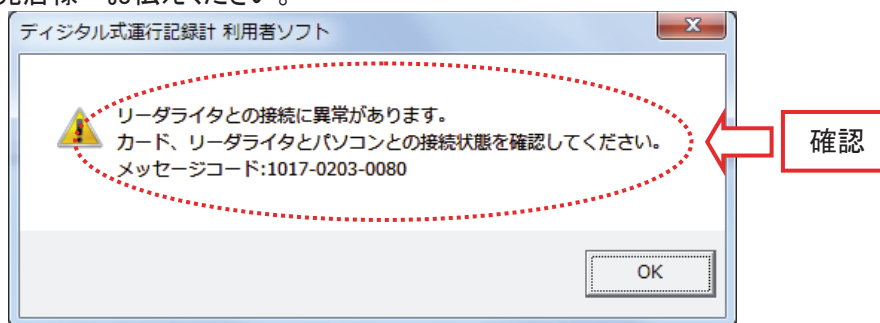 ディジタル式運行記録計 利用者ソフト
リーダライタとの接続に異常があります。
カード、リーダライタとパソコンとの接続状態を確認してください。
メッセージコード:1017-0203-0080
確認
OK